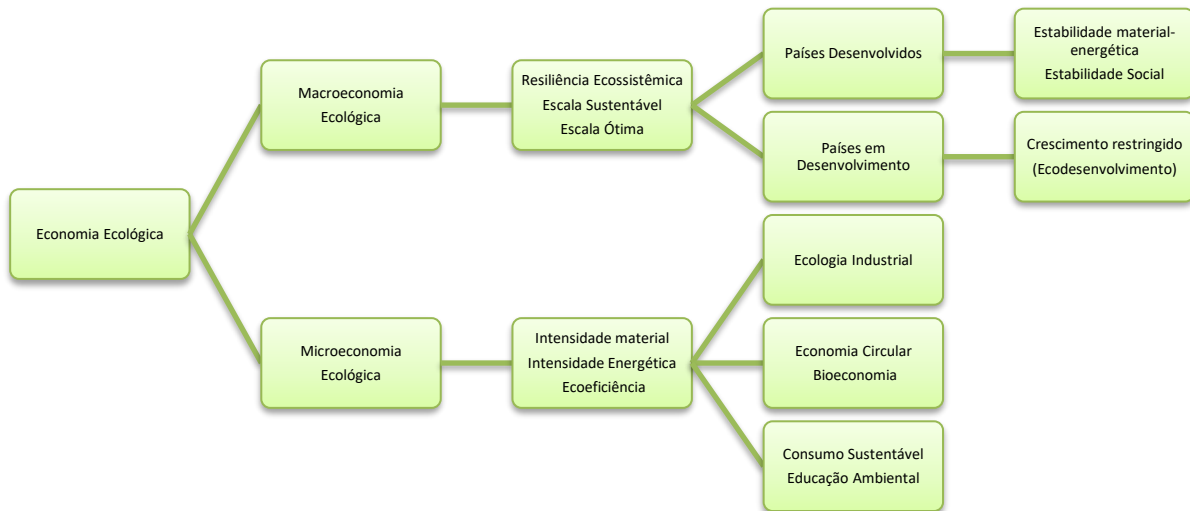 Economia Ecológica
Macroeconomia
Ecológica
Resiliência Ecossistêmica
Escala Sustentável
Escala Ótima
Países Desenvolvidos
Estabilidade material-
energética
Estabilidade Social
Países em
Desenvolvimento
Crescimento restringido
(Ecodesenvolvimento)
Microeconomia
Ecológica
Intensidade material
Intensidade Energética
Ecoeficiência
Ecologia Industrial
Economia Circular
Bioeconomia
Consumo Sustentável
Educação Ambiental